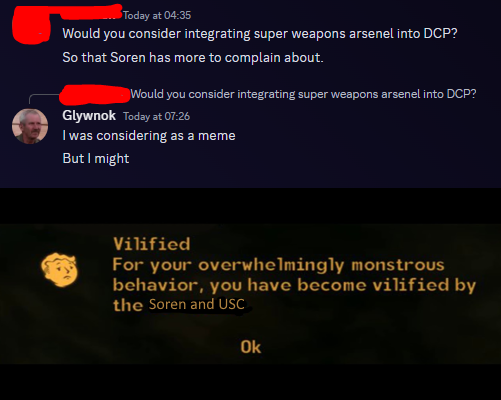 Today at 04:35
Would you consider integrating super weapons arsenel into DCP?
So that Soren has more to complain about.
Would you consider integrating super weapons arsenel into DCP?
Glywnok Today at 07:26
I was considering as a meme
But I might
Vilified
For your overwhelmingly monstrous
behavior, you have become vilified by
the Soren and USC
Ok